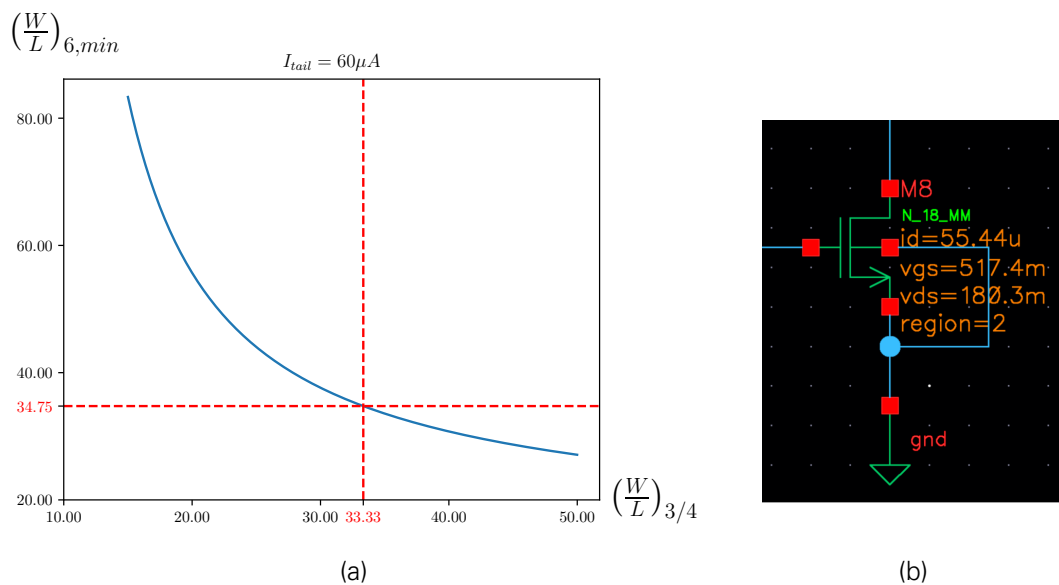 (W/L)6,min
Itail = 60μA
80.00
60.00
40.00
34.75
20.00
10.00 20.00 30.00 33.33 40.00 50.00
(W/L)3/4
(a)
M8
N_18_MM
id=55.44u
vgs=517.4m
vds=180.3m
region=2
gnd
(b)